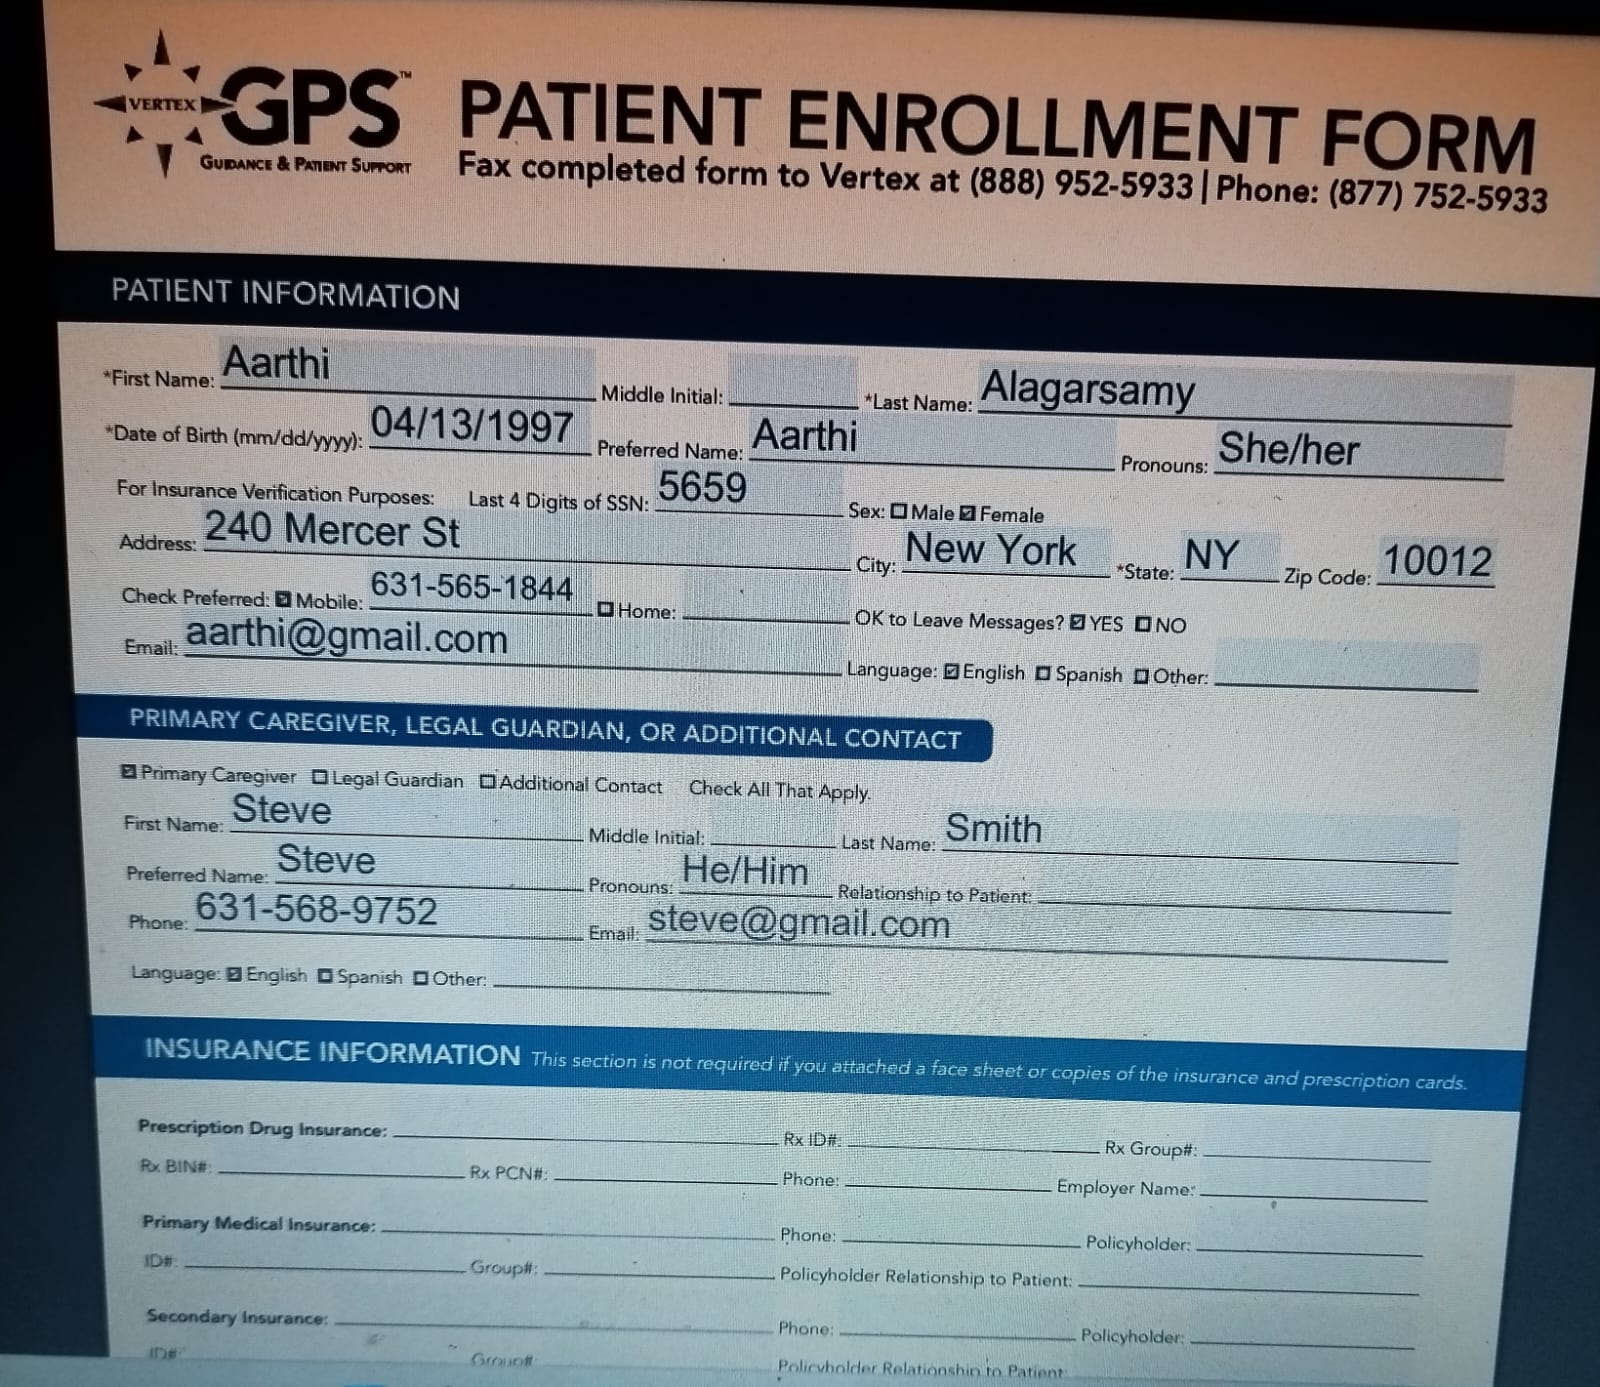 VERTEX GPS™
GUIDANCE & PATIENT SUPPORT
PATIENT ENROLLMENT FORM
Fax completed form to Vertex at (888) 952-5933 | Phone: (877) 752-5933
PATIENT INFORMATION
*First Name: Aarthi Middle Initial: *Last Name: Alagarsamy
*Date of Birth (mm/dd/yyyy): 04/13/1997 Preferred Name: Aarthi Pronouns: She/her
For Insurance Verification Purposes: Last 4 Digits of SSN: 5659 Sex: ☐ Male ☑ Female
Address: 240 Mercer St City: New York *State: NY Zip Code: 10012
Check Preferred: ☑ Mobile: 631-565-1844 ☐ Home: OK to Leave Messages? ☑ YES ☐ NO
Email: aarthi@gmail.com Language: ☑ English ☐ Spanish ☐ Other:
PRIMARY CAREGIVER, LEGAL GUARDIAN, OR ADDITIONAL CONTACT
☑ Primary Caregiver ☐ Legal Guardian ☐ Additional Contact Check All That Apply.
First Name: Steve Middle Initial: Last Name: Smith
Preferred Name: Steve Pronouns: He/Him Relationship to Patient:
Phone: 631-568-9752 Email: steve@gmail.com
Language: ☑ English ☐ Spanish ☐ Other:
INSURANCE INFORMATION This section is not required if you attached a face sheet or copies of the insurance and prescription cards.
Prescription Drug Insurance: Rx ID#: Rx Group#:
Rx BIN#: Rx PCN#: Phone: Employer Name:
Primary Medical Insurance: Phone: Policyholder:
ID#: Group#: Policyholder Relationship to Patient:
Secondary Insurance: Phone: Policyholder:
ID#: Group#: Policyholder Relationship to Patient: